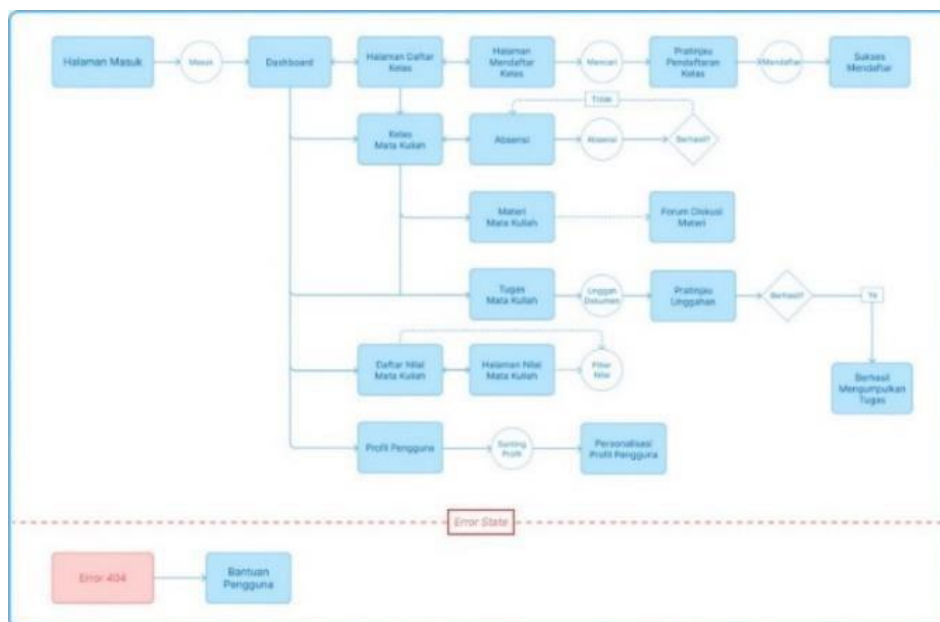 Halaman Masuk
Masuk
Dashboard
Halaman Daftar
Kelas
Halaman
Mendaftar
Kelas
Mencari
Pratinjau
Pendaftaran
Kelas
Mendaftar
Sukses
Mendaftar
Tidak
Kelas
Mata Kuliah
Absensi
Absensi
Berhasil?
Materi
Mata Kuliah
Forum Diskusi
Materi
Tugas
Mata Kuliah
Unggah
Dokumen
Pratinjau
Unggahan
Berhasil?
Ya
Daftar Nilai
Mata Kuliah
Halaman Nilai
Mata Kuliah
Filter
Nilai
Berhasil
Mengumpulkan
Tugas
Profil Pengguna
Sunting
Profil
Personalisasi
Profil Pengguna
Error State
Error 404
Bantuan
Pengguna